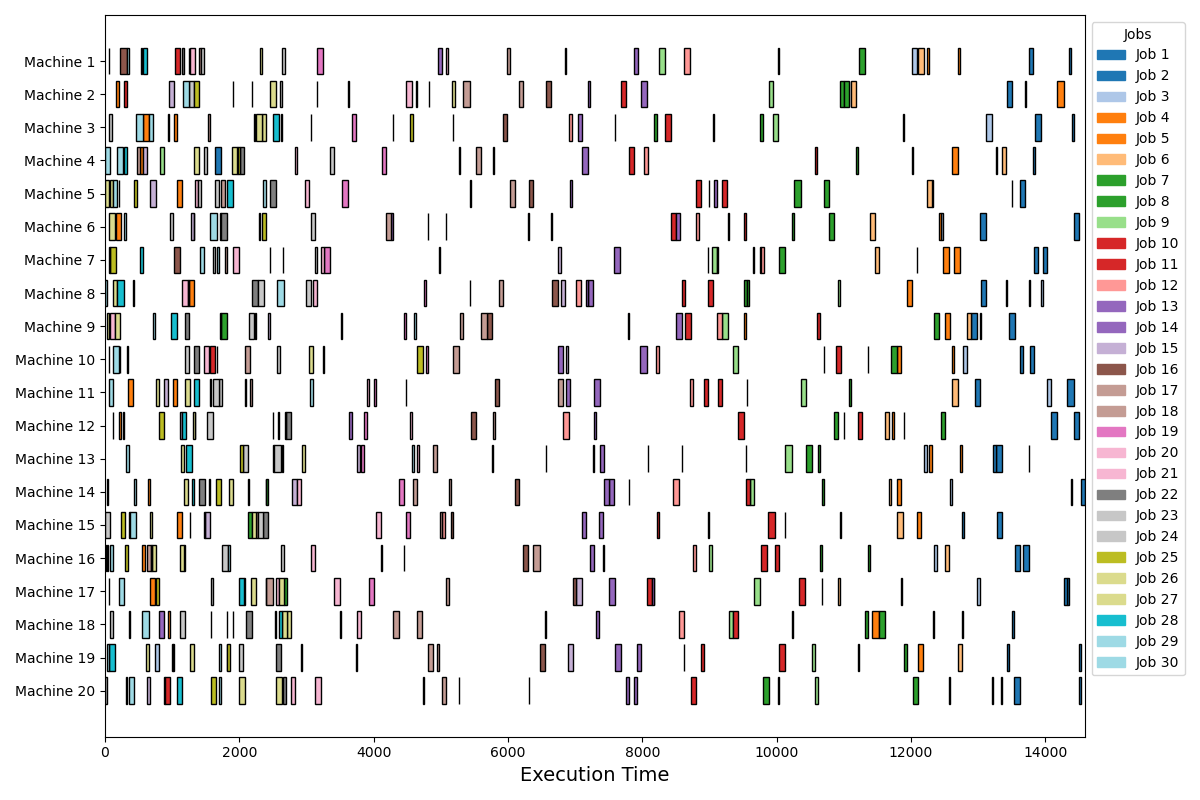 Machine 1
Machine 2
Machine 3
Machine 4
Machine 5
Machine 6
Machine 7
Machine 8
Machine 9
Machine 10
Machine 11
Machine 12
Machine 13
Machine 14
Machine 15
Machine 16
Machine 17
Machine 18
Machine 19
Machine 20
0 2000 4000 6000 8000 10000 12000 14000
Execution Time
Jobs
Job 1
Job 2
Job 3
Job 4
Job 5
Job 6
Job 7
Job 8
Job 9
Job 10
Job 11
Job 12
Job 13
Job 14
Job 15
Job 16
Job 17
Job 18
Job 19
Job 20
Job 21
Job 22
Job 23
Job 24
Job 25
Job 26
Job 27
Job 28
Job 29
Job 30